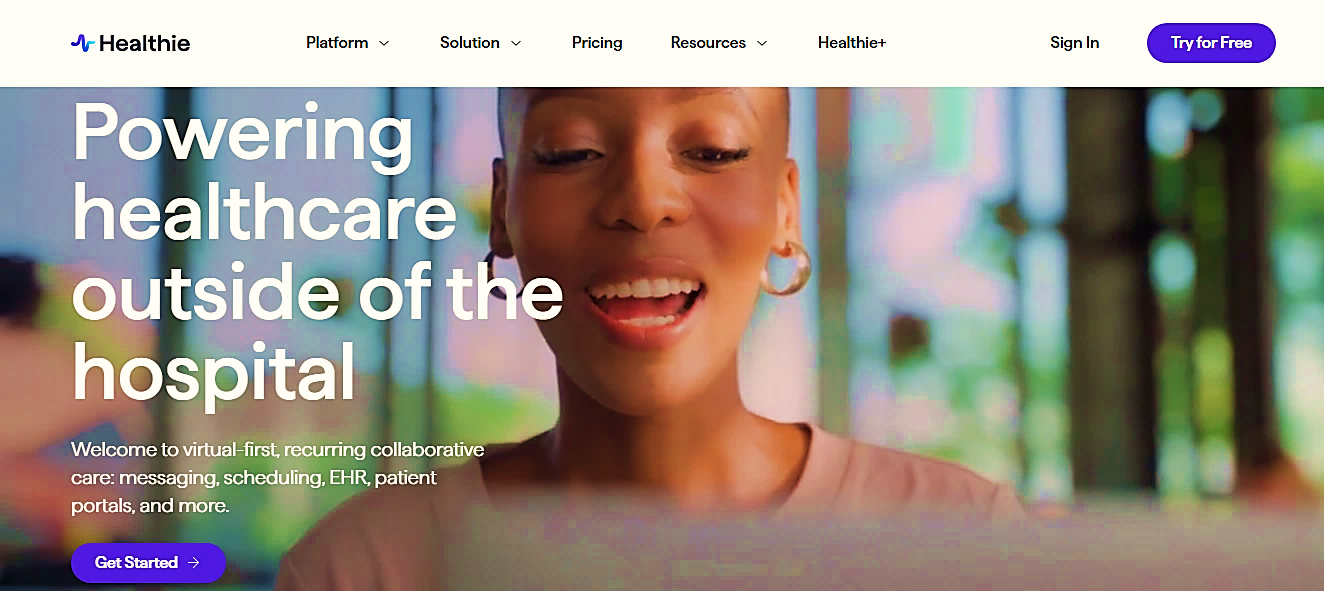 Healthie
Platform
Solution
Pricing
Resources
Healthie+
Sign In
Try for Free
Powering
healthcare
outside of the
hospital
Welcome to virtual-first, recurring collaborative
care: messaging, scheduling, EHR, patient
portals, and more.
Get Started →